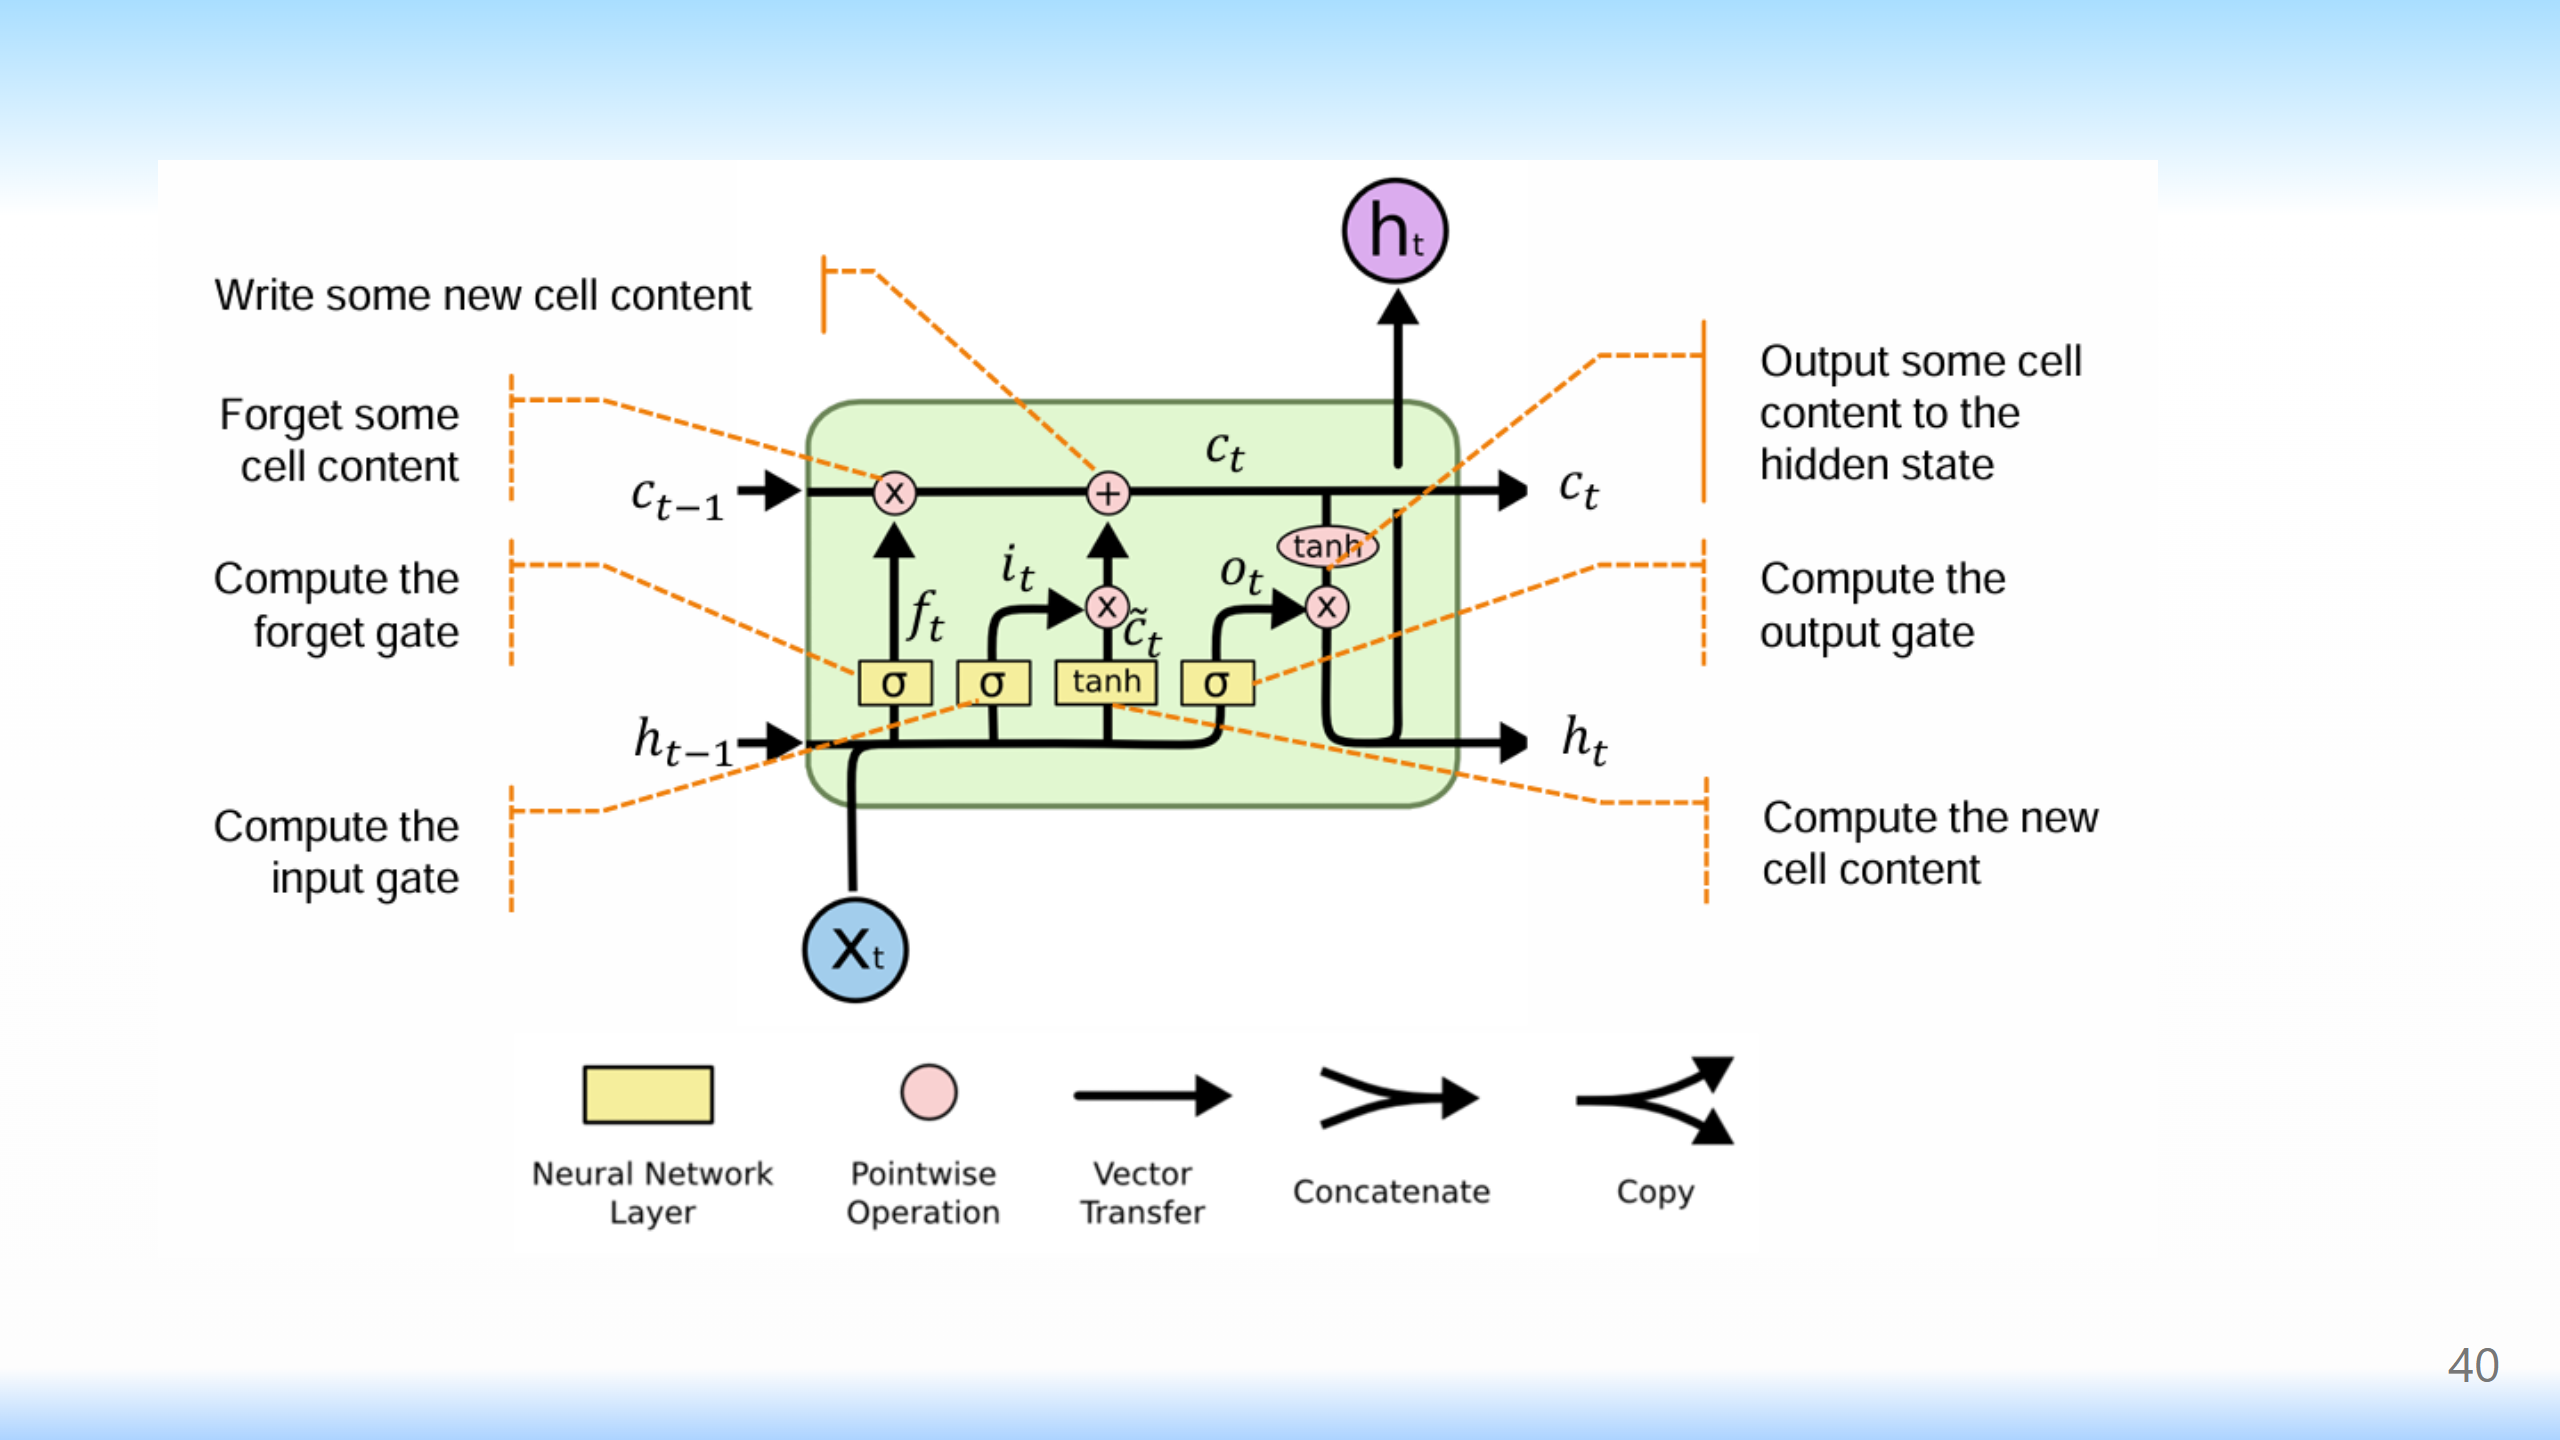 hₜ
Write some new cell content
Output some cell
content to the
hidden state
Forget some
cell content
cₜ
cₜ₋₁
x
+
cₜ
tanh
Compute the
forget gate
iₜ
oₜ
Compute the
output gate
fₜ
x
c̃ₜ
x
σ
σ
tanh
σ
hₜ₋₁
hₜ
Compute the
input gate
Compute the new
cell content
xₜ
Neural Network
Layer
Pointwise
Operation
Vector
Transfer
Concatenate
Copy
40